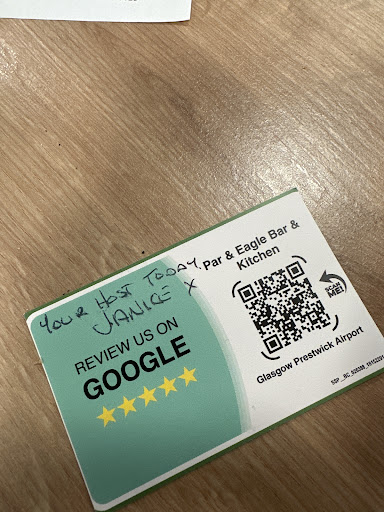 YOUR HOST TODAY.
JANICE X
REVIEW US ON
GOOGLE
Par & Eagle Bar &
Kitchen
SCAN
ME!
Glasgow Prestwick Airport